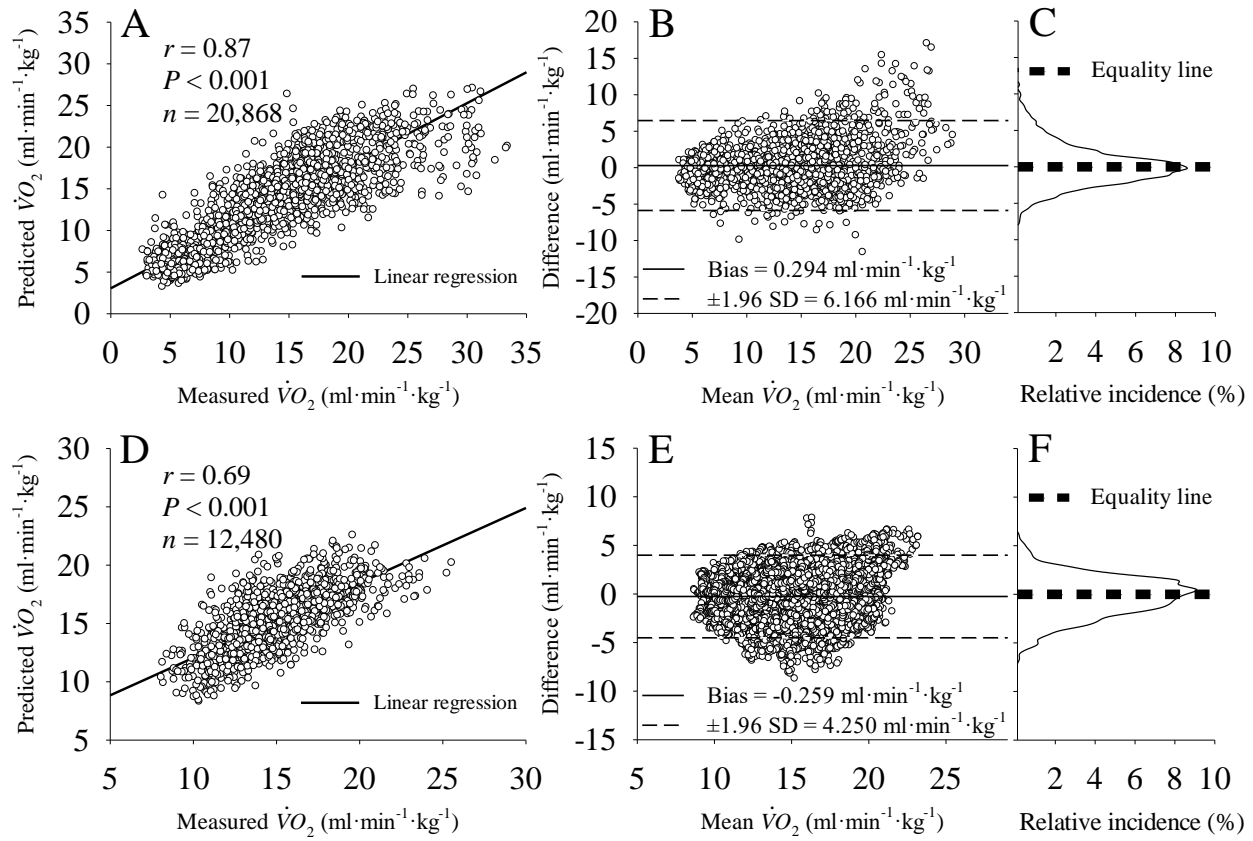 A
r = 0.87
P < 0.001
n = 20,868
35
30
25
20
15
10
5
0
Predicted V̇O₂ (ml·min⁻¹·kg⁻¹)
Linear regression
0 5 10 15 20 25 30 35
Measured V̇O₂ (ml·min⁻¹·kg⁻¹)
B
20
15
10
5
0
-5
-10
-15
-20
Difference (ml·min⁻¹·kg⁻¹)
Bias = 0.294 ml·min⁻¹·kg⁻¹
±1.96 SD = 6.166 ml·min⁻¹·kg⁻¹
5 10 15 20 25 30
Mean V̇O₂ (ml·min⁻¹·kg⁻¹)
C
Equality line
2 4 6 8 10
Relative incidence (%)
D
r = 0.69
P < 0.001
n = 12,480
30
25
20
15
10
5
Predicted V̇O₂ (ml·min⁻¹·kg⁻¹)
Linear regression
5 10 15 20 25 30
Measured V̇O₂ (ml·min⁻¹·kg⁻¹)
E
15
10
5
0
-5
-10
-15
Difference (ml·min⁻¹·kg⁻¹)
Bias = -0.259 ml·min⁻¹·kg⁻¹
±1.96 SD = 4.250 ml·min⁻¹·kg⁻¹
5 10 15 20 25
Mean V̇O₂ (ml·min⁻¹·kg⁻¹)
F
Equality line
2 4 6 8 10
Relative incidence (%)